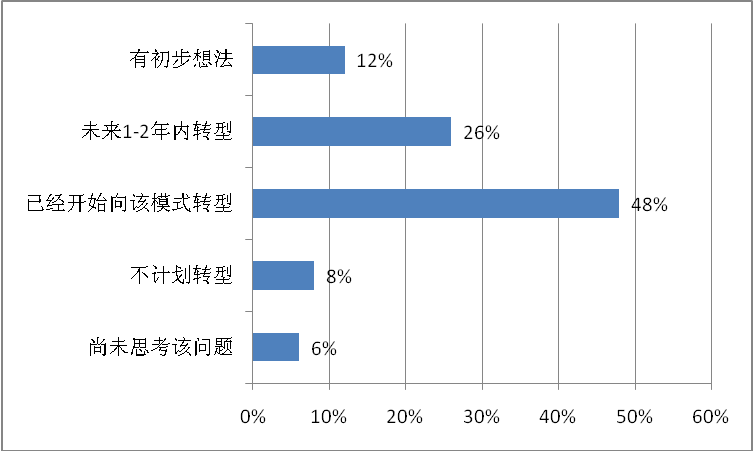 有初步想法
12%
未来1-2年内转型
26%
已经开始向该模式转型
48%
不计划转型
8%
尚未思考该问题
6%
0% 10% 20% 30% 40% 50% 60%